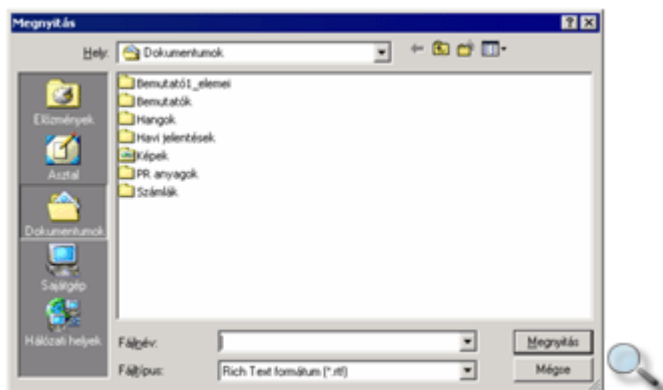 Megnyitás
Hely:
Dokumentumok
Előzmények
Asztal
Dokumentumok
Sajátgép
Hálózati helyek
Bemutató1_elemei
Bemutatók
Hangok
Havi jelentések
Képek
PR anyagok
Számlák
Fájlnév:
Megnyitás
Fájltípus:
Rich Text formátum (*.rtf)
Mégse